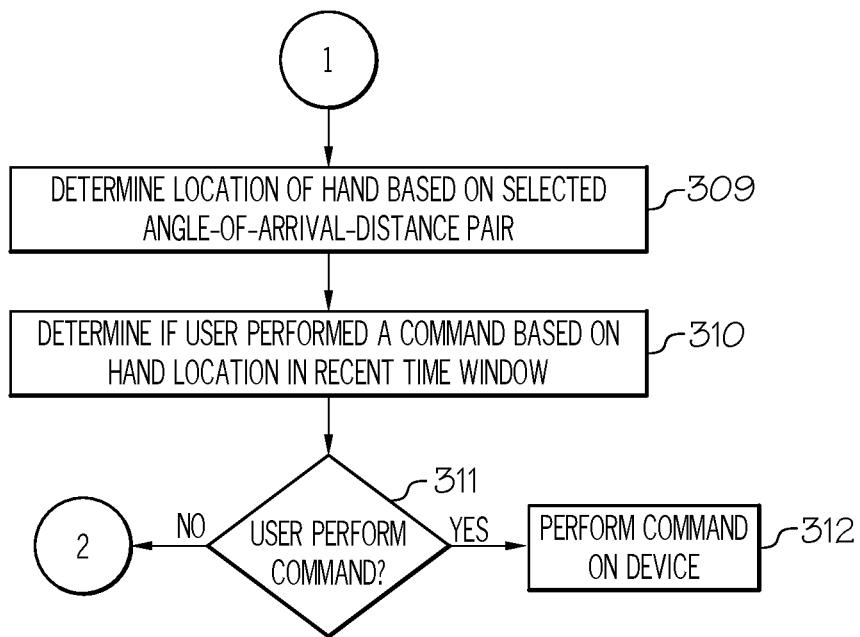 1
DETERMINE LOCATION OF HAND BASED ON SELECTED
ANGLE-OF-ARRIVAL-DISTANCE PAIR
309
DETERMINE IF USER PERFORMED A COMMAND BASED ON
HAND LOCATION IN RECENT TIME WINDOW
310
311
2
NO
USER PERFORM
COMMAND?
YES
PERFORM COMMAND
ON DEVICE
312